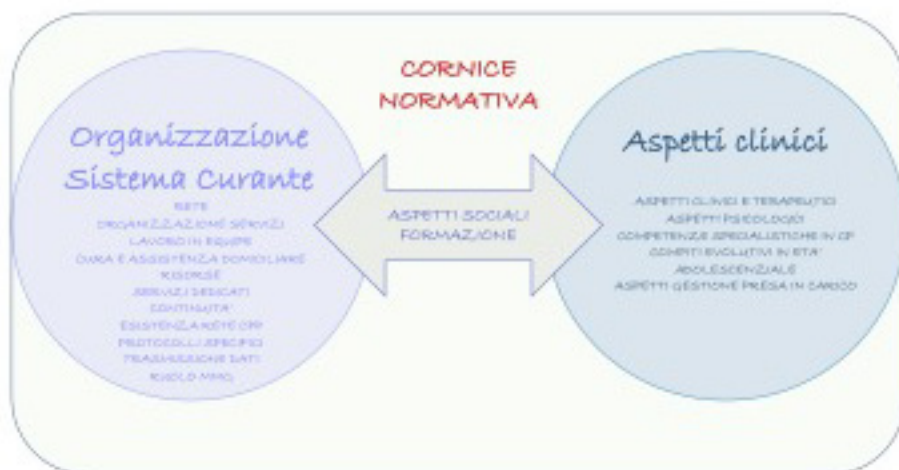 CORNICE
NORMATIVA
Organizzazione
Sistema Curante
RETE
ORGANIZZAZIONE SERVIZI
LAVORO IN EQUIPE
CURA E ASSISTENZA DOMICILIARE
RISORSE
SERVIZI DEDICATI
CONTINUITA'
ESISTENZA RETE CPP
PROTOCOLLI SPECIFICI
TRASMISSIONE DATI
RUOLO MMG
ASPETTI SOCIALI
FORMAZIONE
Aspetti clinici
ASPETTI CLINICI E TERAPEUTICI
ASPETTI PSICOLOGICI
COMPETENZE SPECIALISTICHE IN CP
COMPITI EVOLUTIVI IN ETA'
ADOLESCENZIALE
ASPETTI GESTIONE PRESA IN CARICO